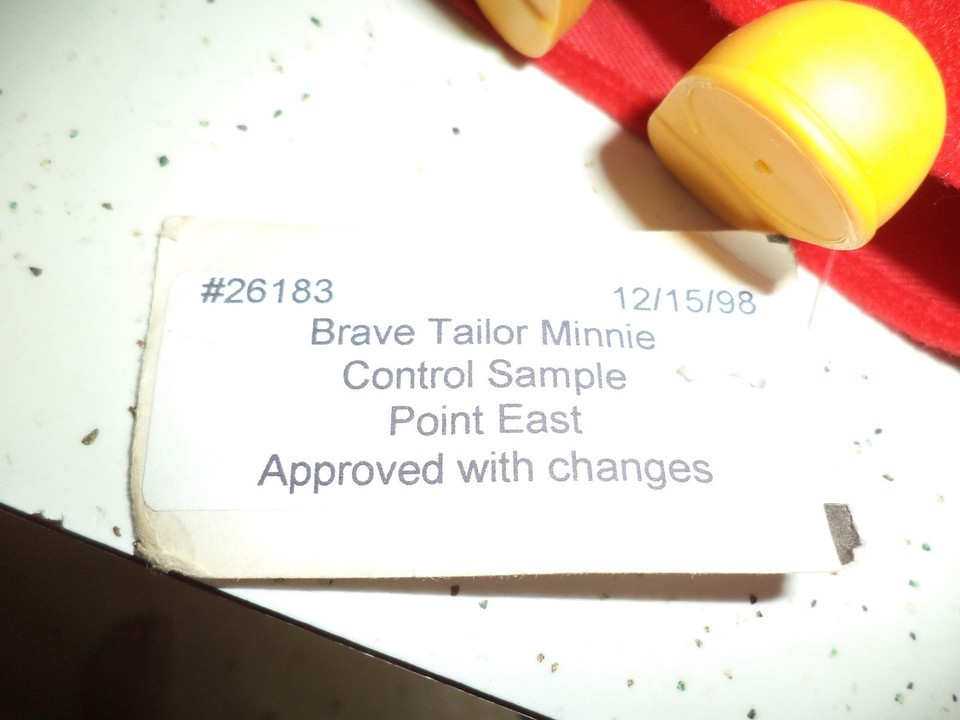 #26183 12/15/98
Brave Tailor Minnie
Control Sample
Point East
Approved with changes